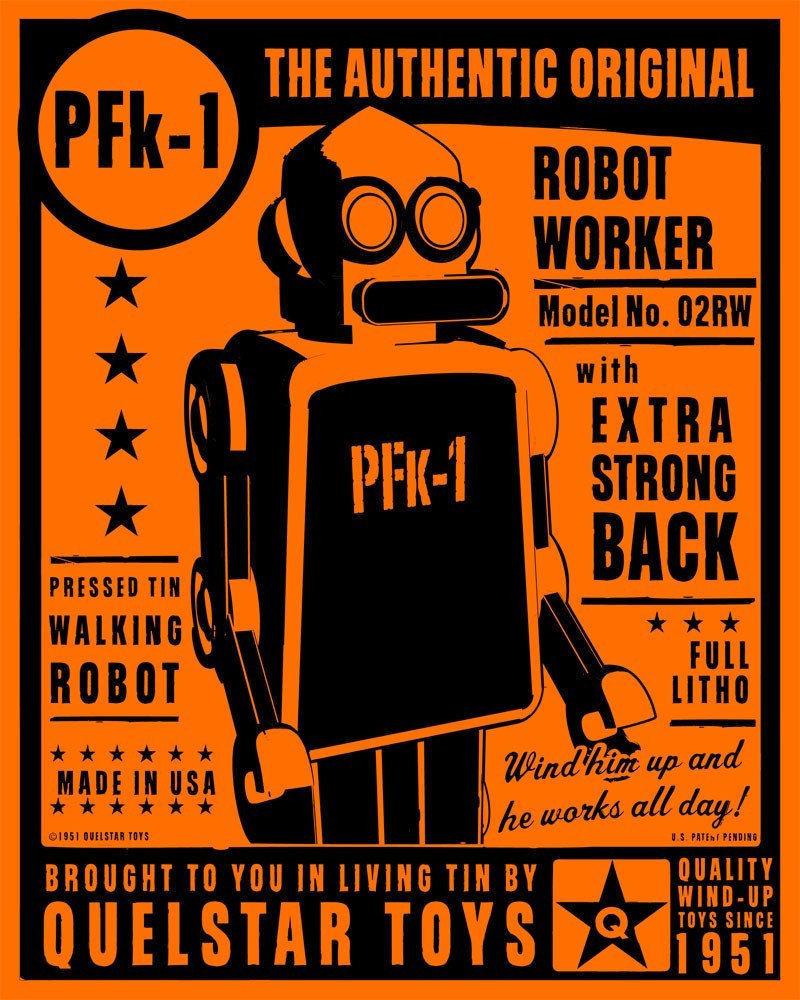 PFk-1
THE AUTHENTIC ORIGINAL
ROBOT
WORKER
Model No. 02RW
with
EXTRA
STRONG
BACK
FULL
LITHO
PFK-1
PRESSED TIN
WALKING
ROBOT
MADE IN USA
©1951 QUELSTAR TOYS
Wind him up and
he works all day!
U.S. PATENT PENDING
BROUGHT TO YOU IN LIVING TIN BY
QUELSTAR TOYS
Q
QUALITY
WIND-UP
TOYS SINCE
1951